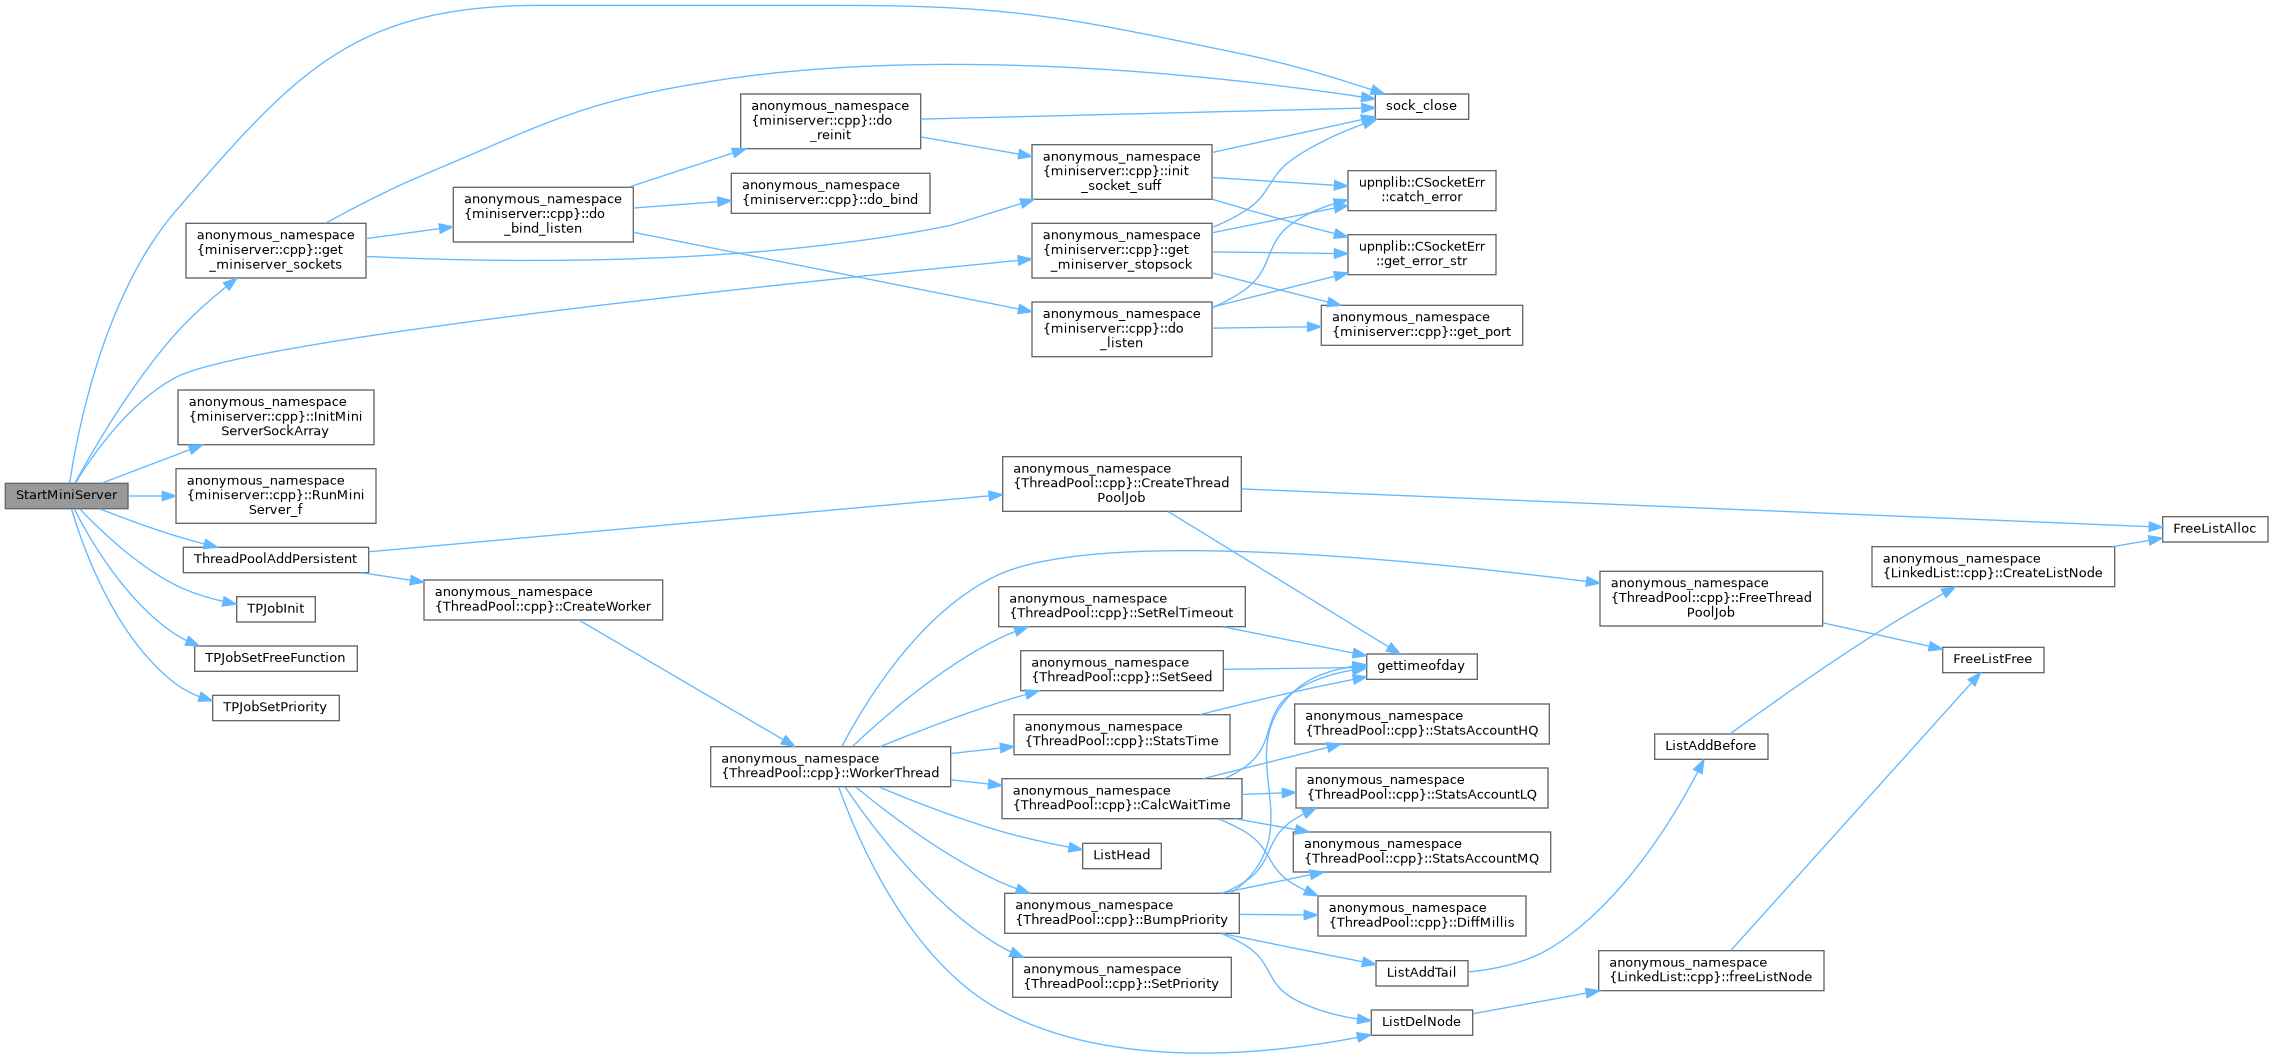 StartMiniServer
anonymous_namespace
{miniserver::cpp}::get
_miniserver_sockets
anonymous_namespace
{miniserver::cpp}::InitMini
ServerSockArray
anonymous_namespace
{miniserver::cpp}::RunMini
Server_f
ThreadPoolAddPersistent
TPJobInit
TPJobSetFreeFunction
TPJobSetPriority
anonymous_namespace
{miniserver::cpp}::do
_bind_listen
anonymous_namespace
{ThreadPool::cpp}::CreateWorker
anonymous_namespace
{miniserver::cpp}::do
_reinit
anonymous_namespace
{miniserver::cpp}::do_bind
anonymous_namespace
{ThreadPool::cpp}::WorkerThread
anonymous_namespace
{miniserver::cpp}::init
_socket_suff
anonymous_namespace
{miniserver::cpp}::get
_miniserver_stopsock
anonymous_namespace
{miniserver::cpp}::do
_listen
anonymous_namespace
{ThreadPool::cpp}::CreateThread
PoolJob
anonymous_namespace
{ThreadPool::cpp}::SetRelTimeout
anonymous_namespace
{ThreadPool::cpp}::SetSeed
anonymous_namespace
{ThreadPool::cpp}::StatsTime
anonymous_namespace
{ThreadPool::cpp}::CalcWaitTime
ListHead
anonymous_namespace
{ThreadPool::cpp}::BumpPriority
anonymous_namespace
{ThreadPool::cpp}::SetPriority
sock_close
upnplib::CSocketErr
::catch_error
upnplib::CSocketErr
::get_error_str
anonymous_namespace
{miniserver::cpp}::get_port
gettimeofday
anonymous_namespace
{ThreadPool::cpp}::StatsAccountHQ
anonymous_namespace
{ThreadPool::cpp}::StatsAccountLQ
anonymous_namespace
{ThreadPool::cpp}::StatsAccountMQ
anonymous_namespace
{ThreadPool::cpp}::DiffMillis
ListAddTail
ListDelNode
anonymous_namespace
{ThreadPool::cpp}::FreeThread
PoolJob
ListAddBefore
anonymous_namespace
{LinkedList::cpp}::freeListNode
anonymous_namespace
{LinkedList::cpp}::CreateListNode
FreeListFree
FreeListAlloc